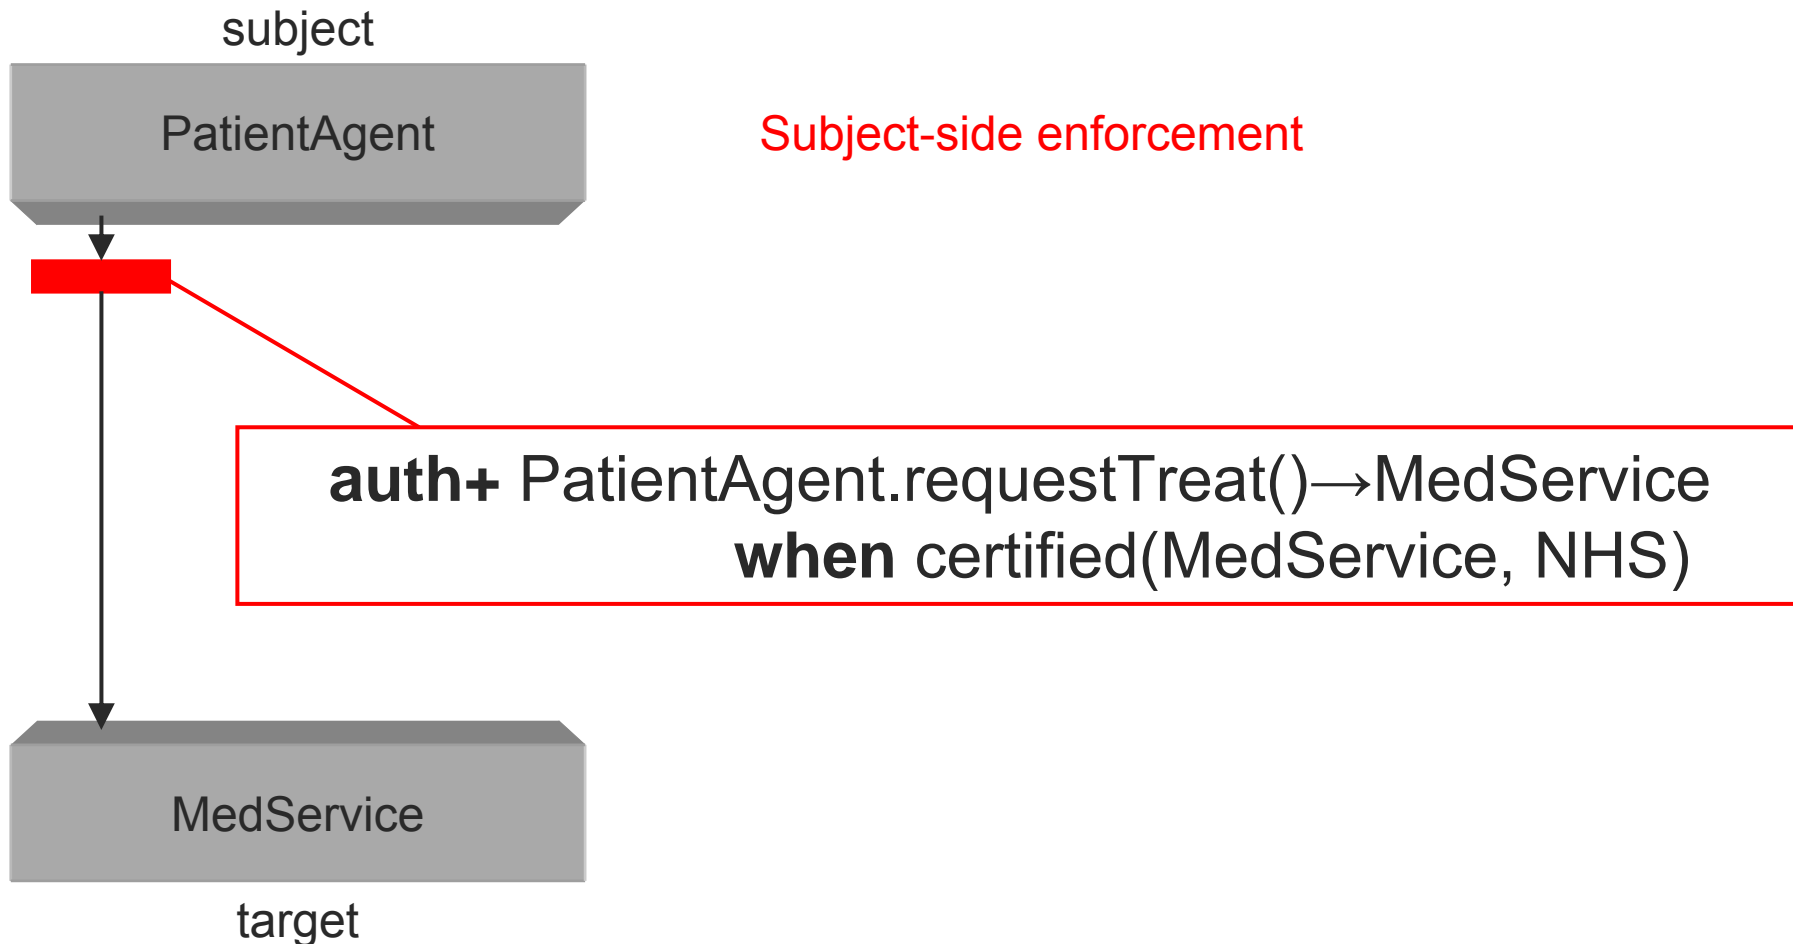 subject
PatientAgent
Subject-side enforcement
auth+ PatientAgent.requestTreat()→MedService
when certified(MedService, NHS)
MedService
target